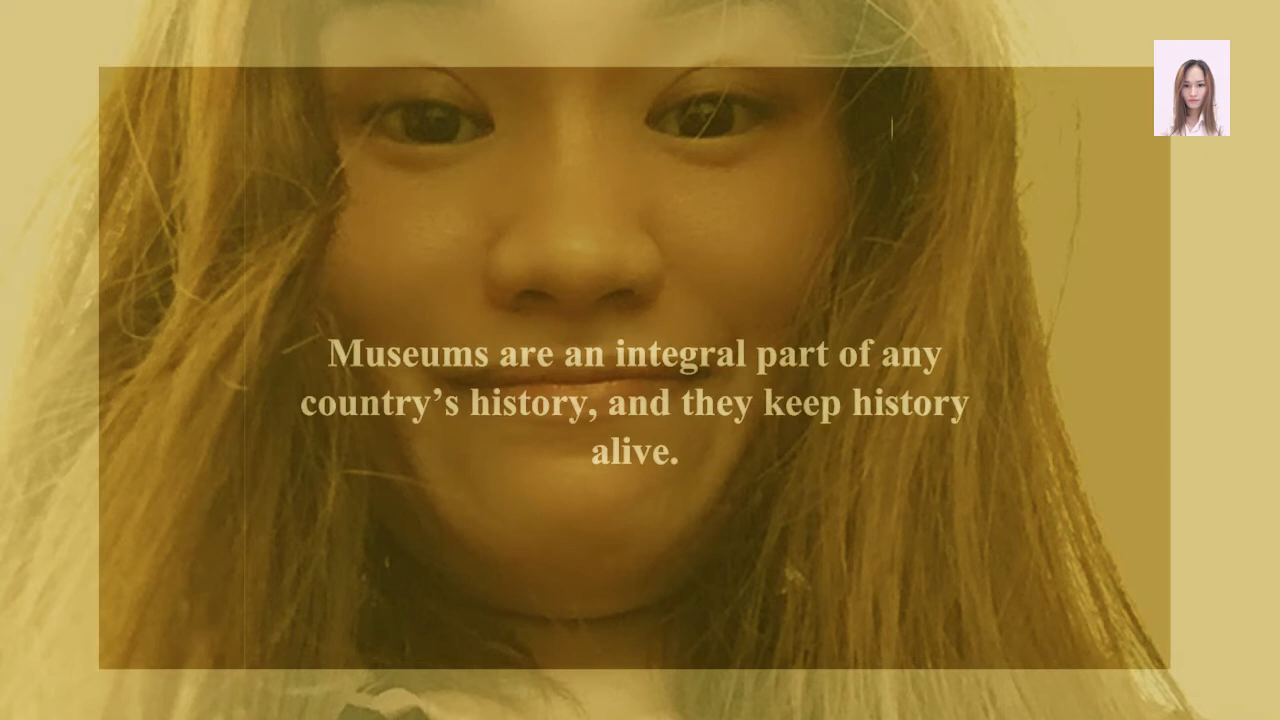 Museums are an integral part of any
country’s history, and they keep history
alive.